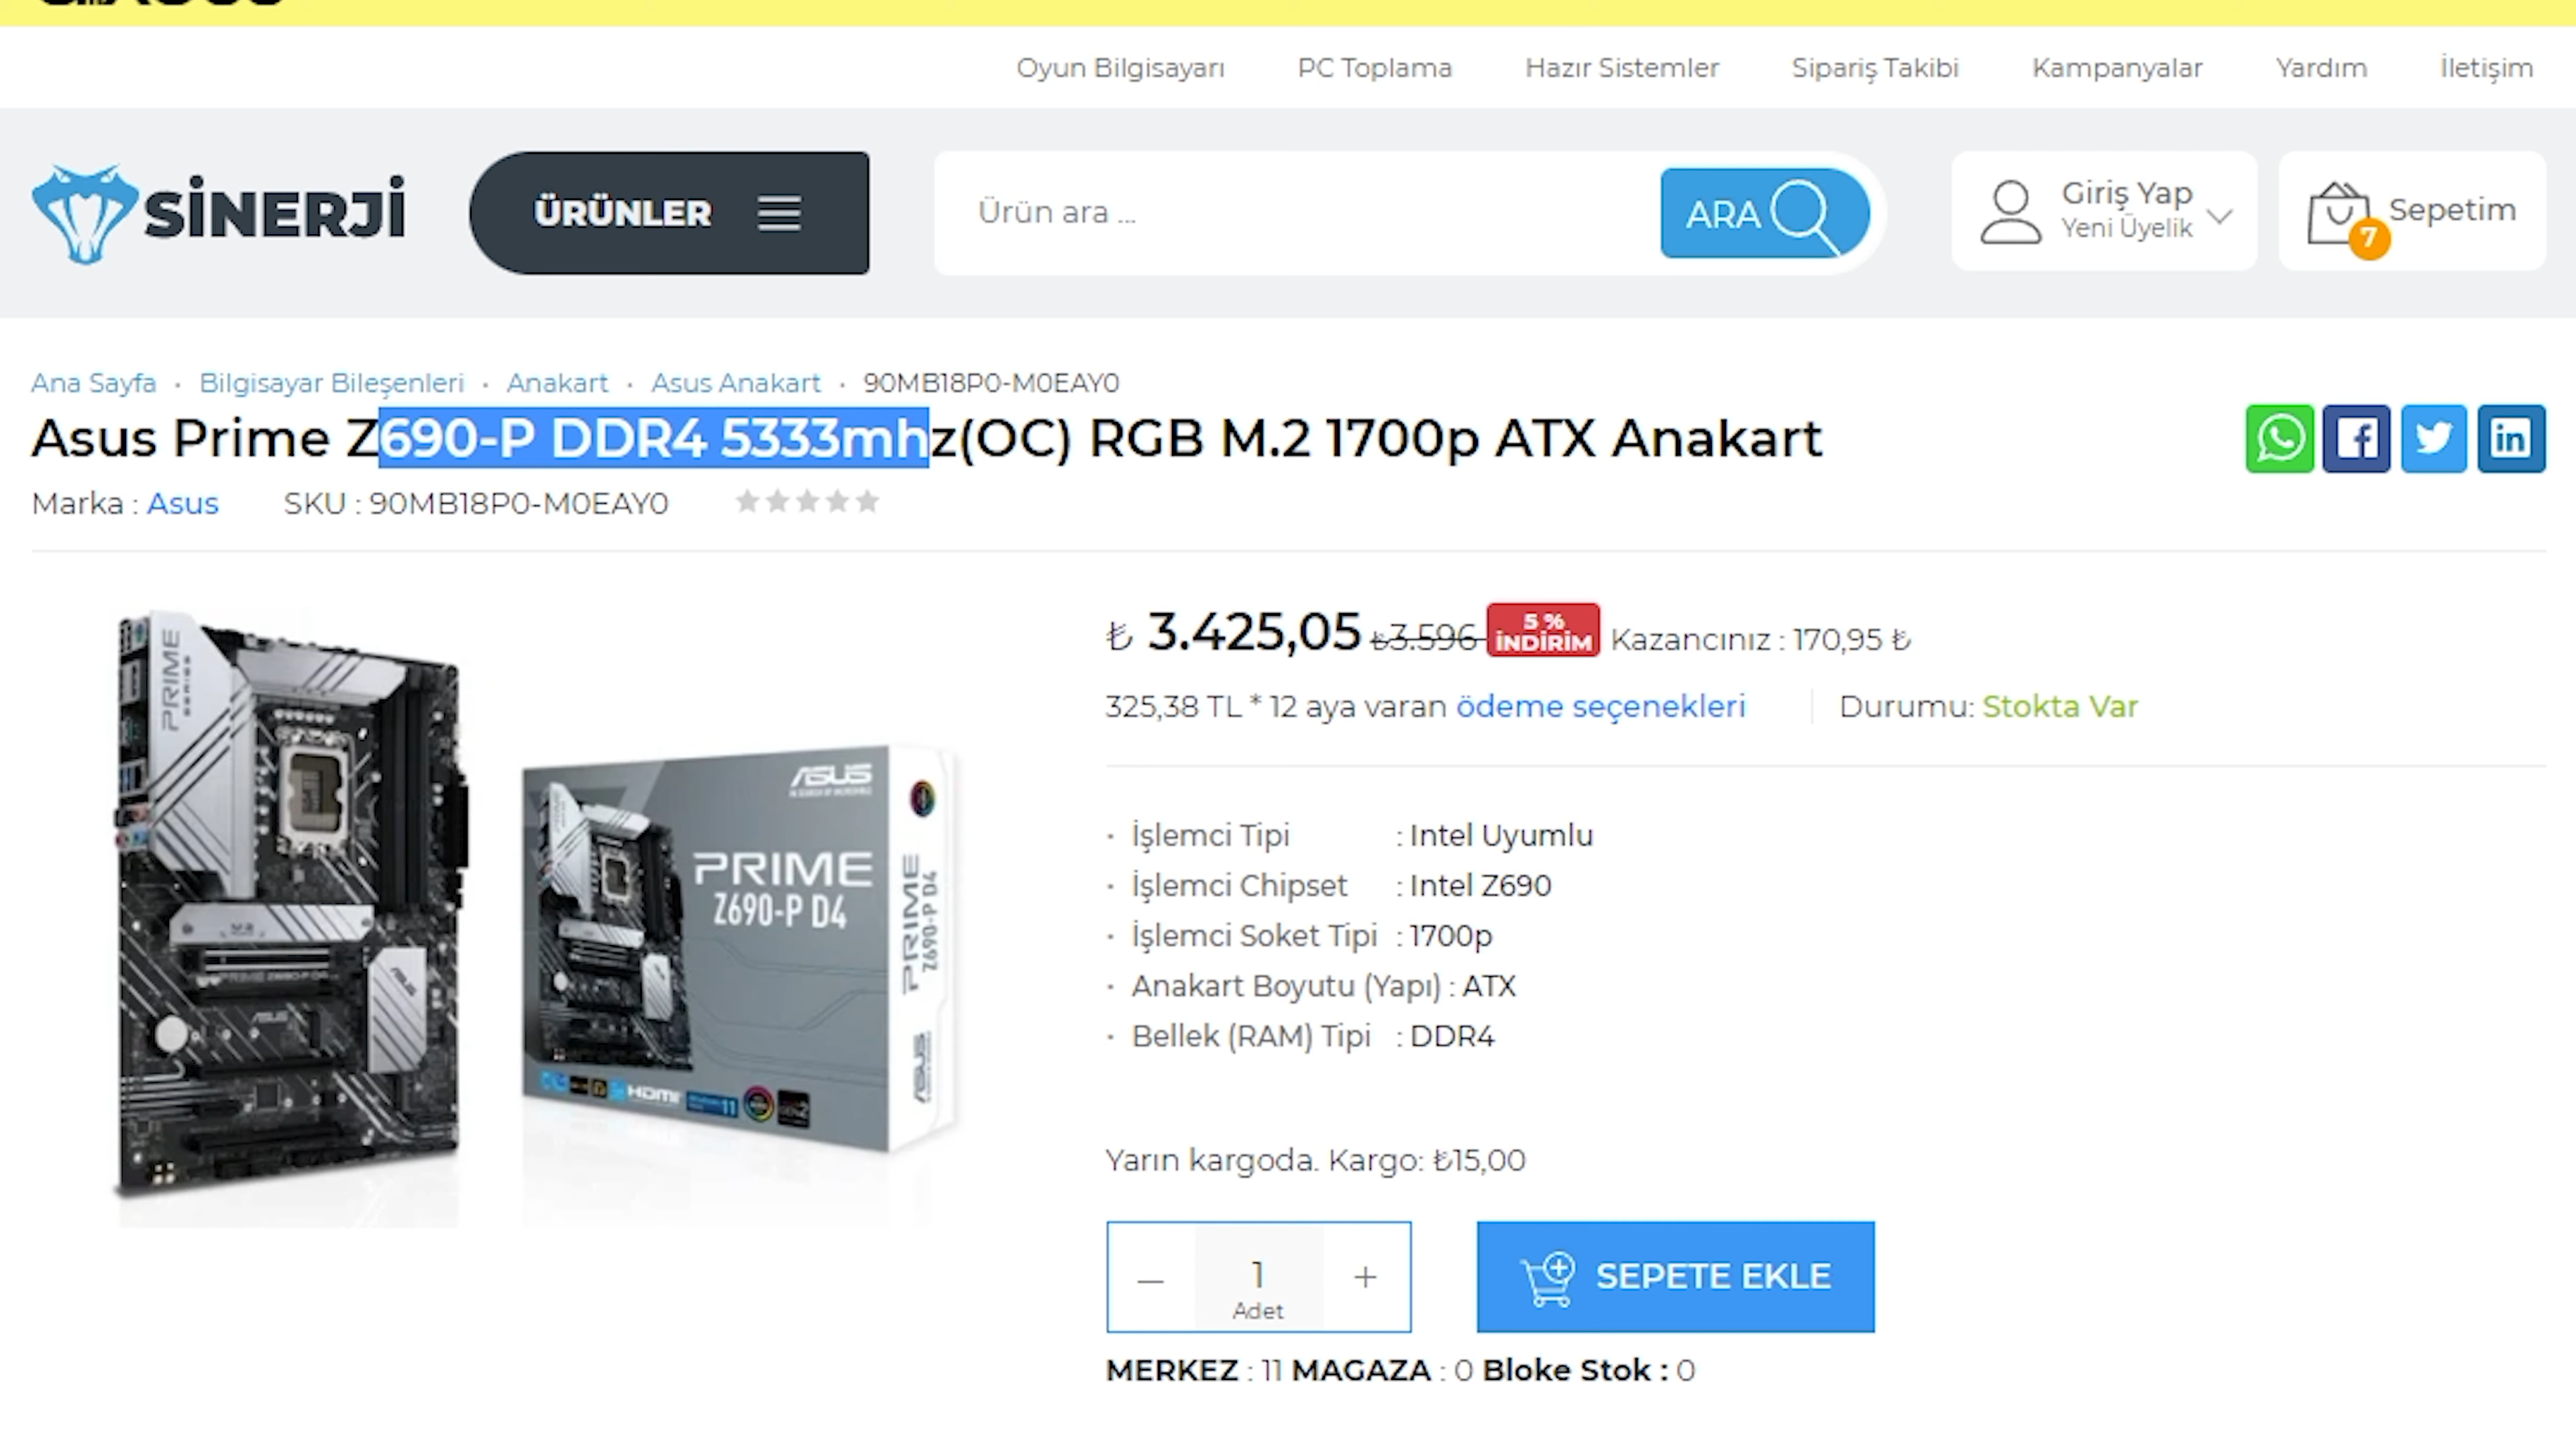 Oyun Bilgisayarı PC Toplama Hazır Sistemler Sipariş Takibi Kampanyalar Yardım İletişim
SİNERJİ ÜRÜNLER Ürün ara ... ARA Giriş Yap Yeni Üyelik 7 Sepetim
Ana Sayfa · Bilgisayar Bileşenleri · Anakart · Asus Anakart · 90MB18P0-M0EAY0
Asus Prime Z690-P DDR4 5333mhz(OC) RGB M.2 1700p ATX Anakart
Marka : Asus SKU : 90MB18P0-M0EAY0
₺ 3.425,05 ₺3.596 5 % İNDİRİM Kazancınız : 170,95 ₺
325,38 TL * 12 aya varan ödeme seçenekleri Durumu: Stokta Var
PRIME
SERIES
ASUS
PRIME
Z690-P D4
PRIME
Z690-P D4
ASUS
HDMI
· İşlemci Tipi : Intel Uyumlu
· İşlemci Chipset : Intel Z690
· İşlemci Soket Tipi : 1700p
· Anakart Boyutu (Yapı) : ATX
· Bellek (RAM) Tipi : DDR4
Yarın kargoda. Kargo: ₺15,00
– 1 +
Adet
SEPETE EKLE
MERKEZ : 11 MAGAZA : 0 Bloke Stok : 0